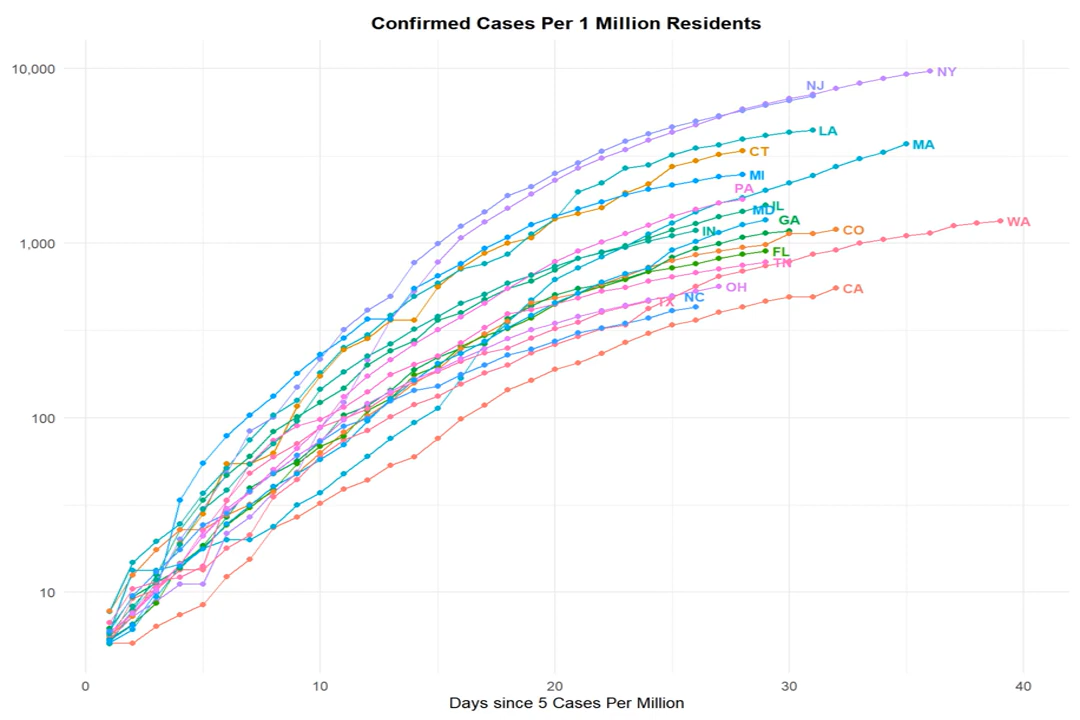 Confirmed Cases Per 1 Million Residents
10,000
NY
NJ
LA
CT
MA
MI
PA
IL
MD
GA
WA
1,000
IN
CO
FL
TN
OH
CA
NC
TX
100
10
0 10 20 30 40
Days since 5 Cases Per Million